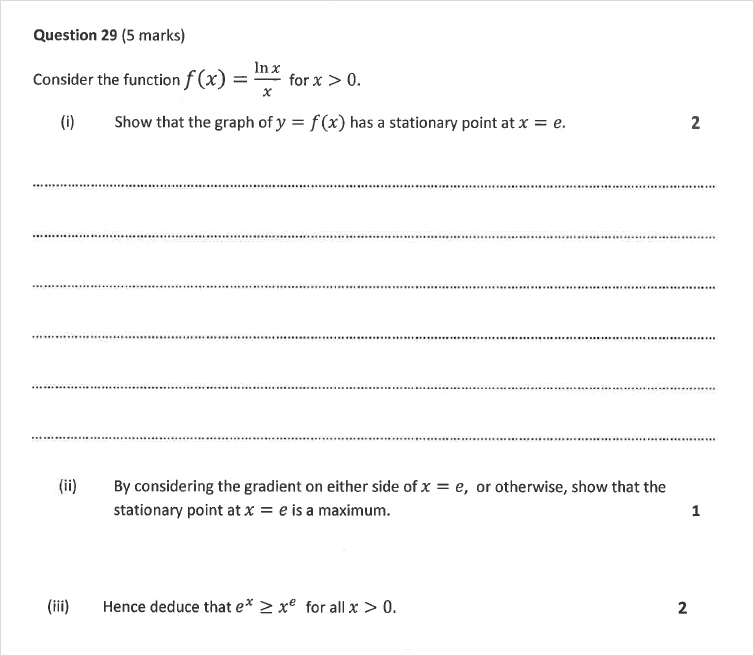 Question 29 (5 marks)
Consider the function f(x) = ln x / x for x > 0.
(i) Show that the graph of y = f(x) has a stationary point at x = e. 2
(ii) By considering the gradient on either side of x = e, or otherwise, show that the
stationary point at x = e is a maximum. 1
(iii) Hence deduce that eˣ ≥ xᵉ for all x > 0. 2